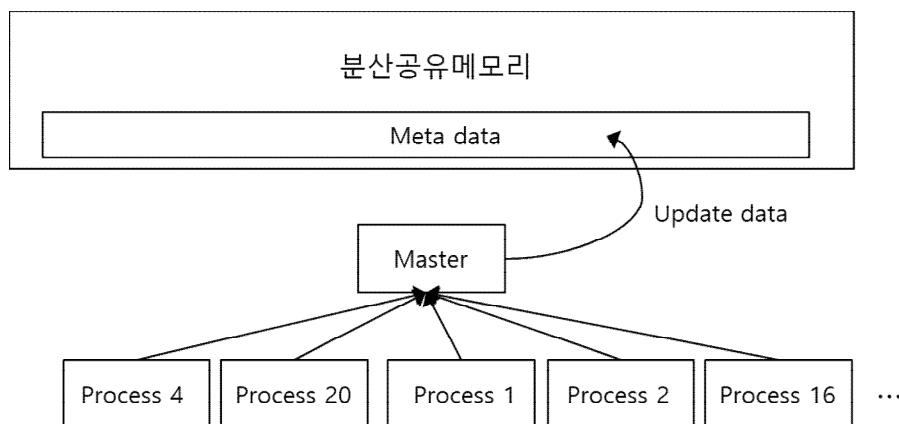 분산공유메모리
Meta data
Update data
Master
Process 4
Process 20
Process 1
Process 2
Process 16
...